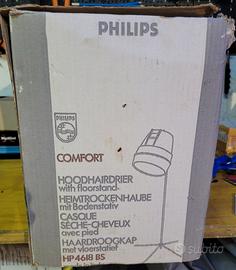 PHILIPS
PHILIPS
COMFORT
HOODHAIRDRIER
with floorstand-
HEIMTROCKENHAUBE
mit Bodenstativ
CASQUE
SÈCHE-CHEVEUX
avec pied
HAARDROOGKAP
met vloerstatief
HP 4618 BS
subito